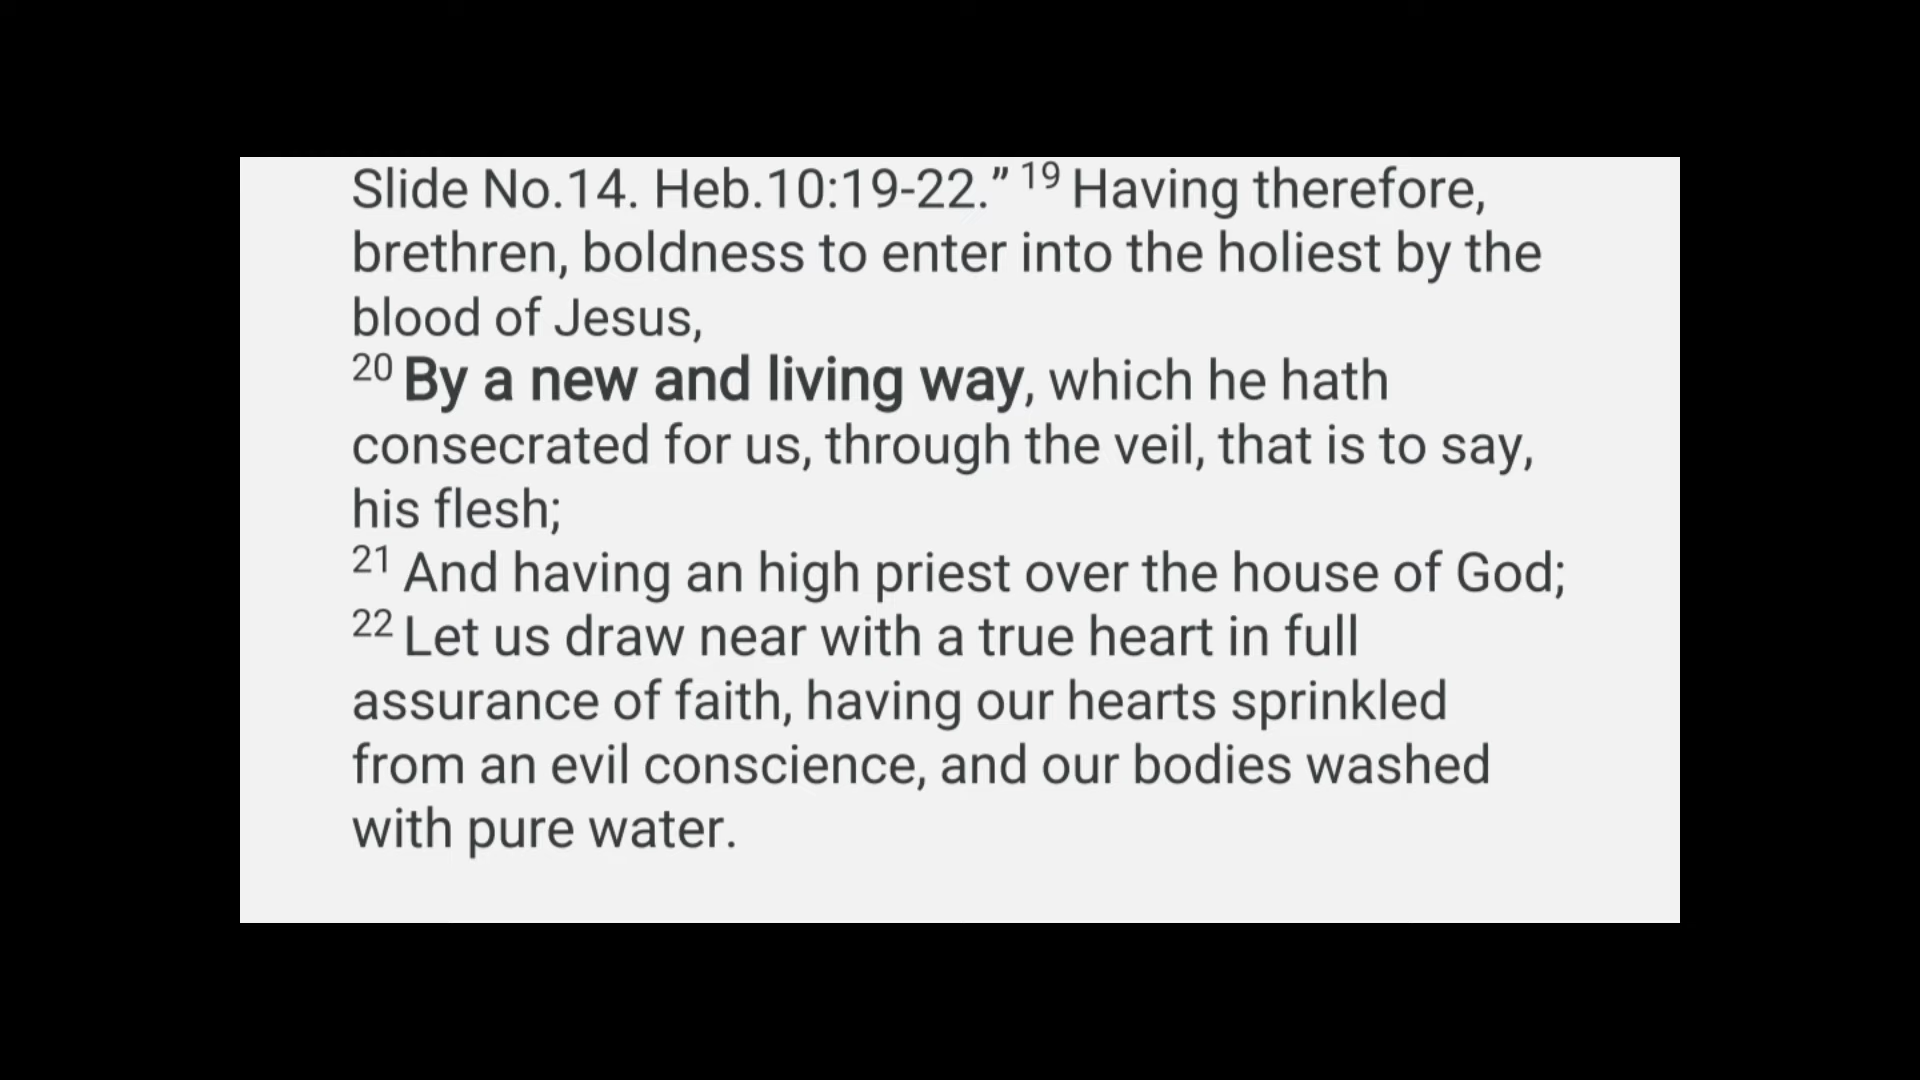 Slide No.14. Heb.10:19-22.” 19 Having therefore,
brethren, boldness to enter into the holiest by the
blood of Jesus,
20 By a new and living way, which he hath
consecrated for us, through the veil, that is to say,
his flesh;
21 And having an high priest over the house of God;
22 Let us draw near with a true heart in full
assurance of faith, having our hearts sprinkled
from an evil conscience, and our bodies washed
with pure water.